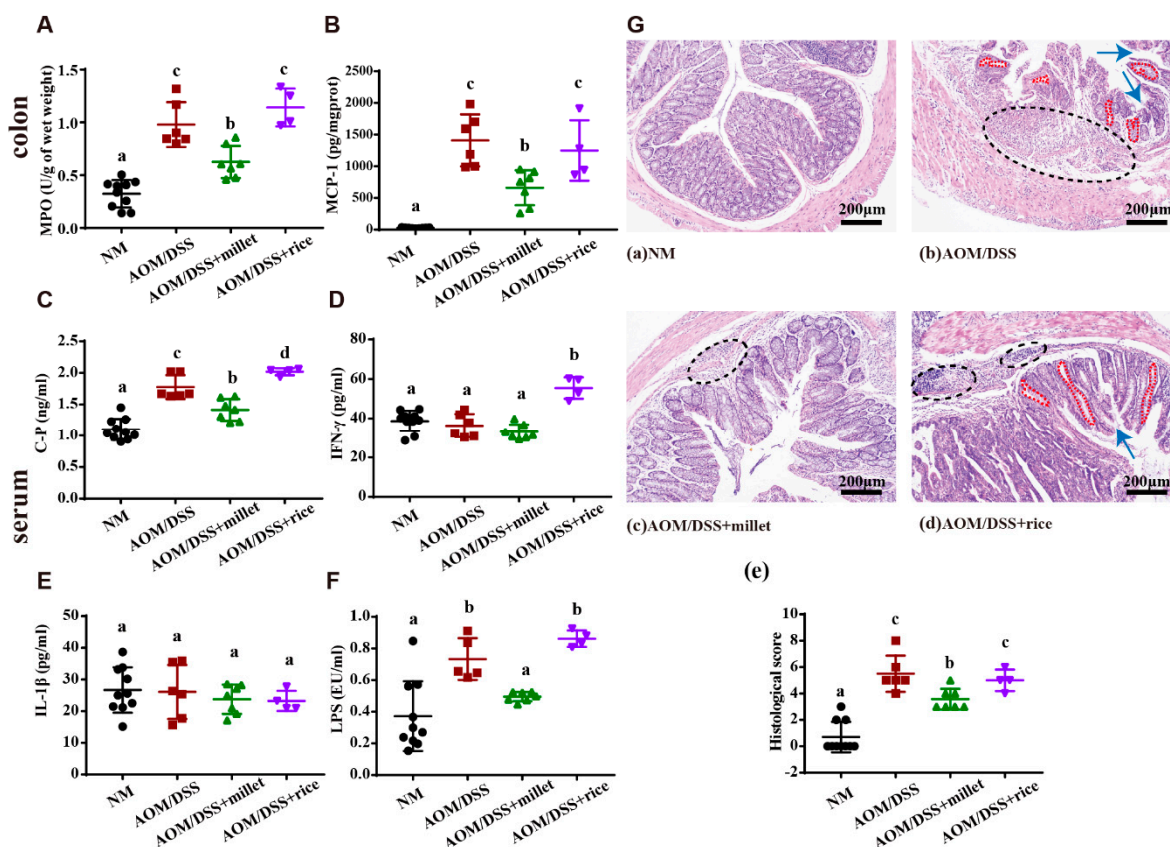 A
MPO (U/g of wet weight)
1.5
1.0
0.5
0.0
a
c
b
c
NM
AOM/DSS
AOM/DSS+millet
AOM/DSS+rice
B
MCP-1 (pg/mgprot)
2500
2000
1500
1000
500
0
a
c
b
c
NM
AOM/DSS
AOM/DSS+millet
AOM/DSS+rice
colon
C
C-P (ng/ml)
2.5
2.0
1.5
1.0
0.5
0.0
a
c
b
d
NM
AOM/DSS
AOM/DSS+millet
AOM/DSS+rice
D
IFN-γ (pg/ml)
80
60
40
20
0
a
a
a
b
NM
AOM/DSS
AOM/DSS+millet
AOM/DSS+rice
serum
E
IL-1β (pg/ml)
50
40
30
20
10
0
a
a
a
a
NM
AOM/DSS
AOM/DSS+millet
AOM/DSS+rice
F
LPS (EU/ml)
1.0
0.8
0.6
0.4
0.2
0.0
a
b
a
b
NM
AOM/DSS
AOM/DSS+millet
AOM/DSS+rice
G
200μm
(a)NM
200μm
(b)AOM/DSS
200μm
(c)AOM/DSS+millet
200μm
(d)AOM/DSS+rice
(e)
Histological score
10
8
6
4
2
0
-2
a
c
b
c
NM
AOM/DSS
AOM/DSS+millet
AOM/DSS+rice